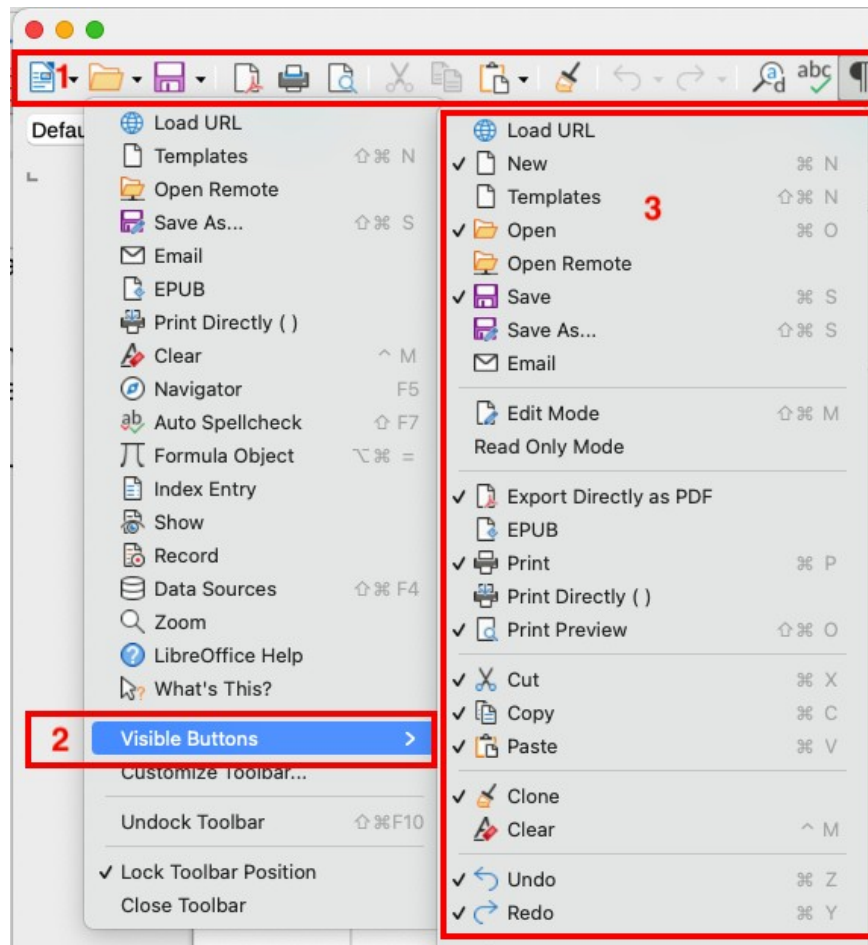 1
a
d
abc
¶
Defau
Load URL
Templates ⇧⌘ N
Open Remote
Save As... ⇧⌘ S
Email
EPUB
Print Directly ( )
Clear ^ M
Navigator F5
ab Auto Spellcheck ⇧ F7
Formula Object ⌥⌘ =
Index Entry
Show
Record
Data Sources ⇧⌘ F4
Zoom
LibreOffice Help
What's This?
2 Visible Buttons >
Customize Toolbar...
Undock Toolbar ⇧⌘F10
✓ Lock Toolbar Position
Close Toolbar
3
Load URL
✓ New ⌘ N
Templates ⇧⌘ N
✓ Open ⌘ O
Open Remote
✓ Save ⌘ S
Save As... ⇧⌘ S
Email
Edit Mode ⇧⌘ M
Read Only Mode
✓ Export Directly as PDF
EPUB
✓ Print ⌘ P
Print Directly ( )
✓ Print Preview ⇧⌘ O
✓ Cut ⌘ X
✓ Copy ⌘ C
✓ Paste ⌘ V
✓ Clone
Clear ^ M
✓ Undo ⌘ Z
✓ Redo ⌘ Y